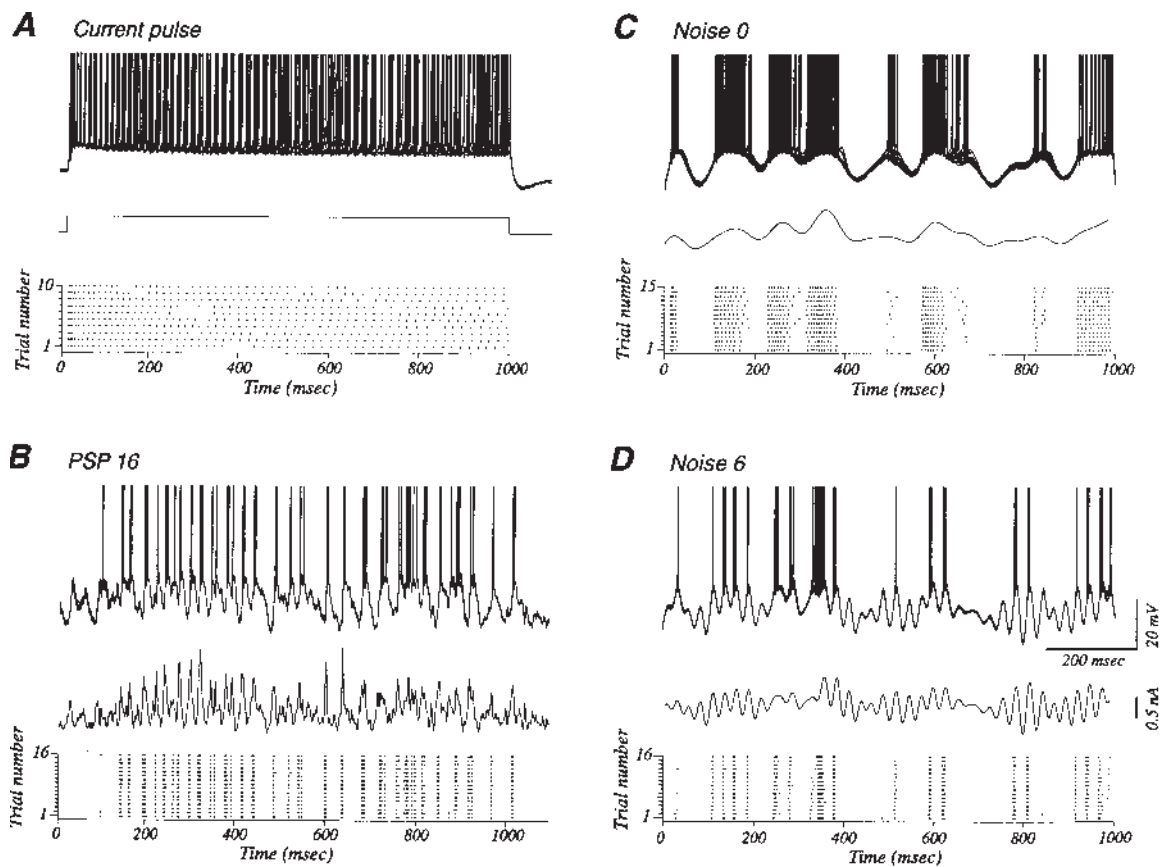 A Current pulse
Trial number
10
1
0 200 400 600 800 1000
Time (msec)
B PSP 16
Trial number
16
1
0 200 400 600 800 1000
Time (msec)
C Noise 0
Trial number
15
1
0 200 400 600 800 1000
Time (msec)
D Noise 6
20 mV
200 msec
0.5 nA
Trial number
16
1
0 200 400 600 800 1000
Time (msec)